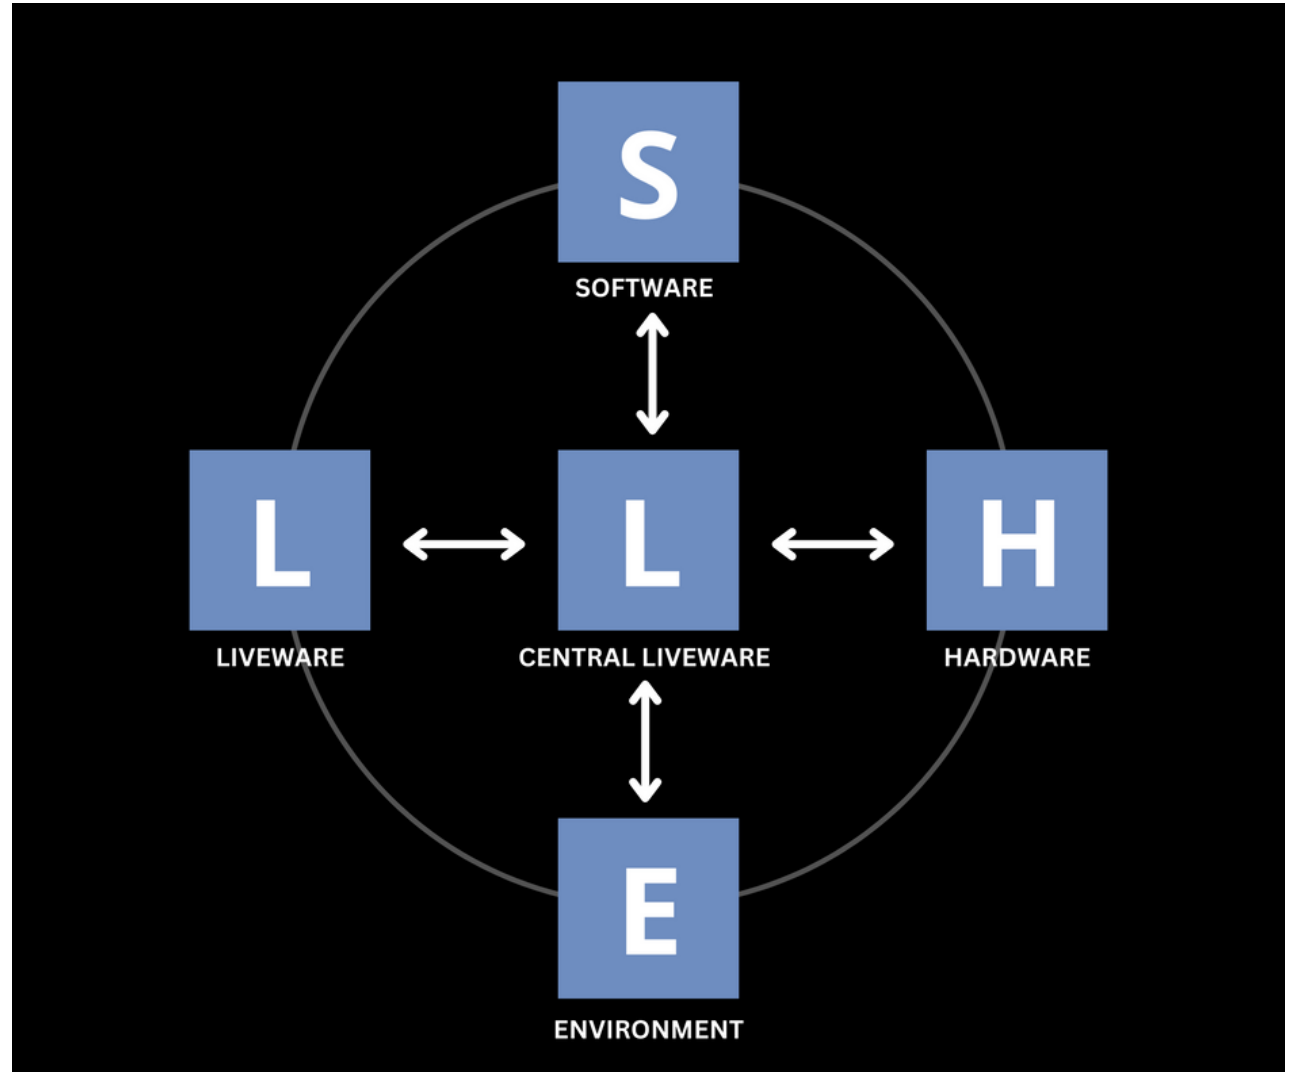 S
SOFTWARE
L
L
H
LIVEWARE
CENTRAL LIVEWARE
HARDWARE
E
ENVIRONMENT